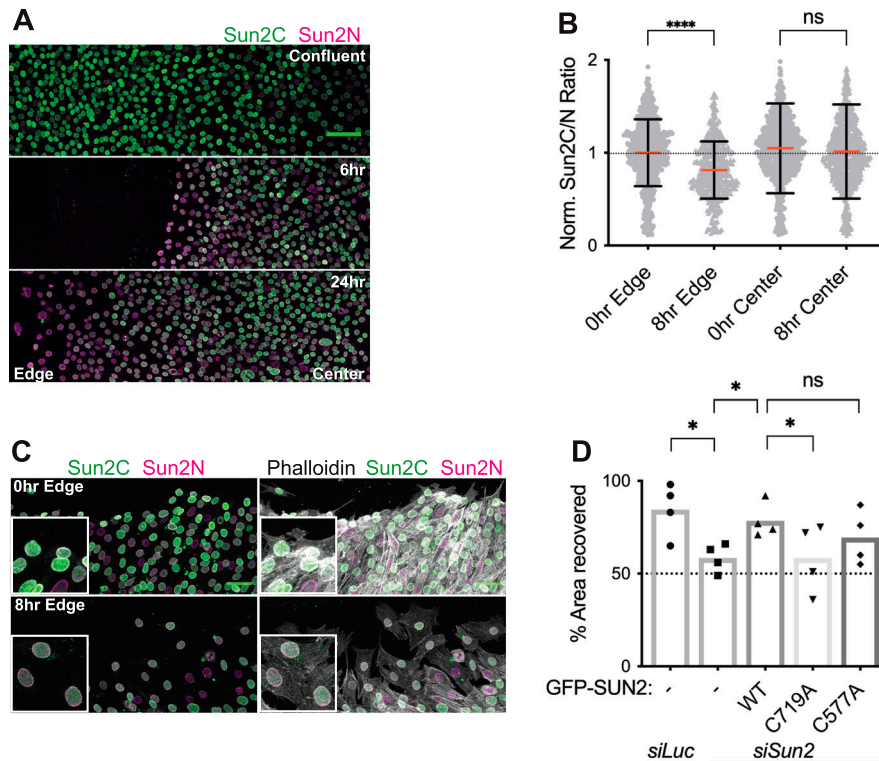 A
Sun2C Sun2N
Confluent
6hr
24hr
Edge
Center
B
****
ns
Norm. Sun2C/N Ratio
2
1
0
0hr Edge
8hr Edge
0hr Center
8hr Center
C
Sun2C Sun2N
Phalloidin Sun2C Sun2N
0hr Edge
8hr Edge
D
ns
*
*
*
% Area recovered
100
50
0
GFP-SUN2:
-
-
WT
C719A
C577A
siLuc
siSun2